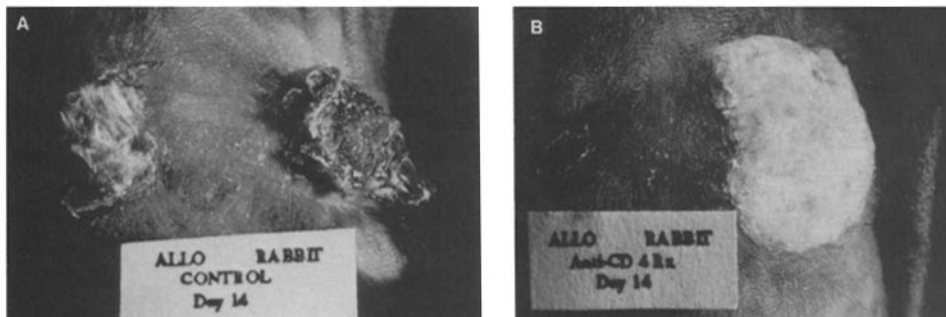 A
ALLO RABBIT
CONTROL
Day 14
B
ALLO RABBIT
Anti-CD 4 Rx
Day 14